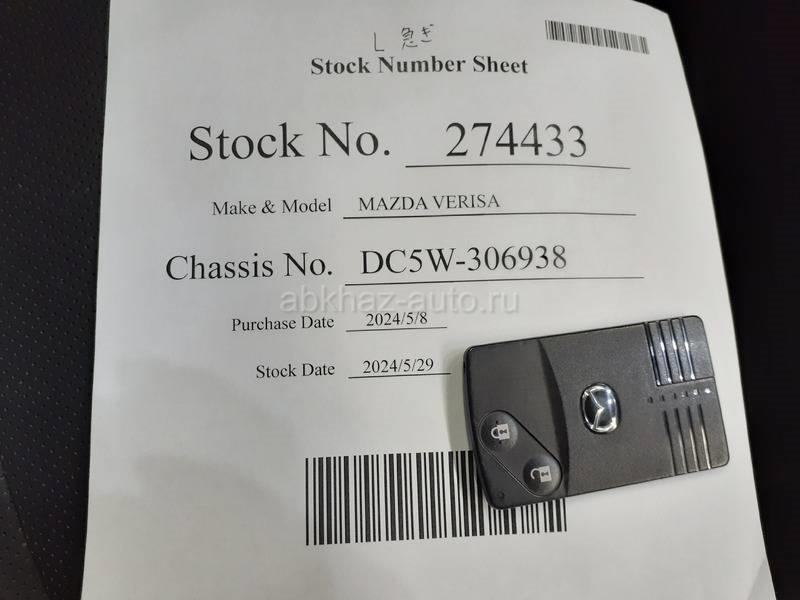 L 急ぎ
Stock Number Sheet
Stock No. 274433
Make & Model MAZDA VERISA
Chassis No. DC5W-306938
abkhaz-auto.ru
Purchase Date 2024/5/8
Stock Date 2024/5/29